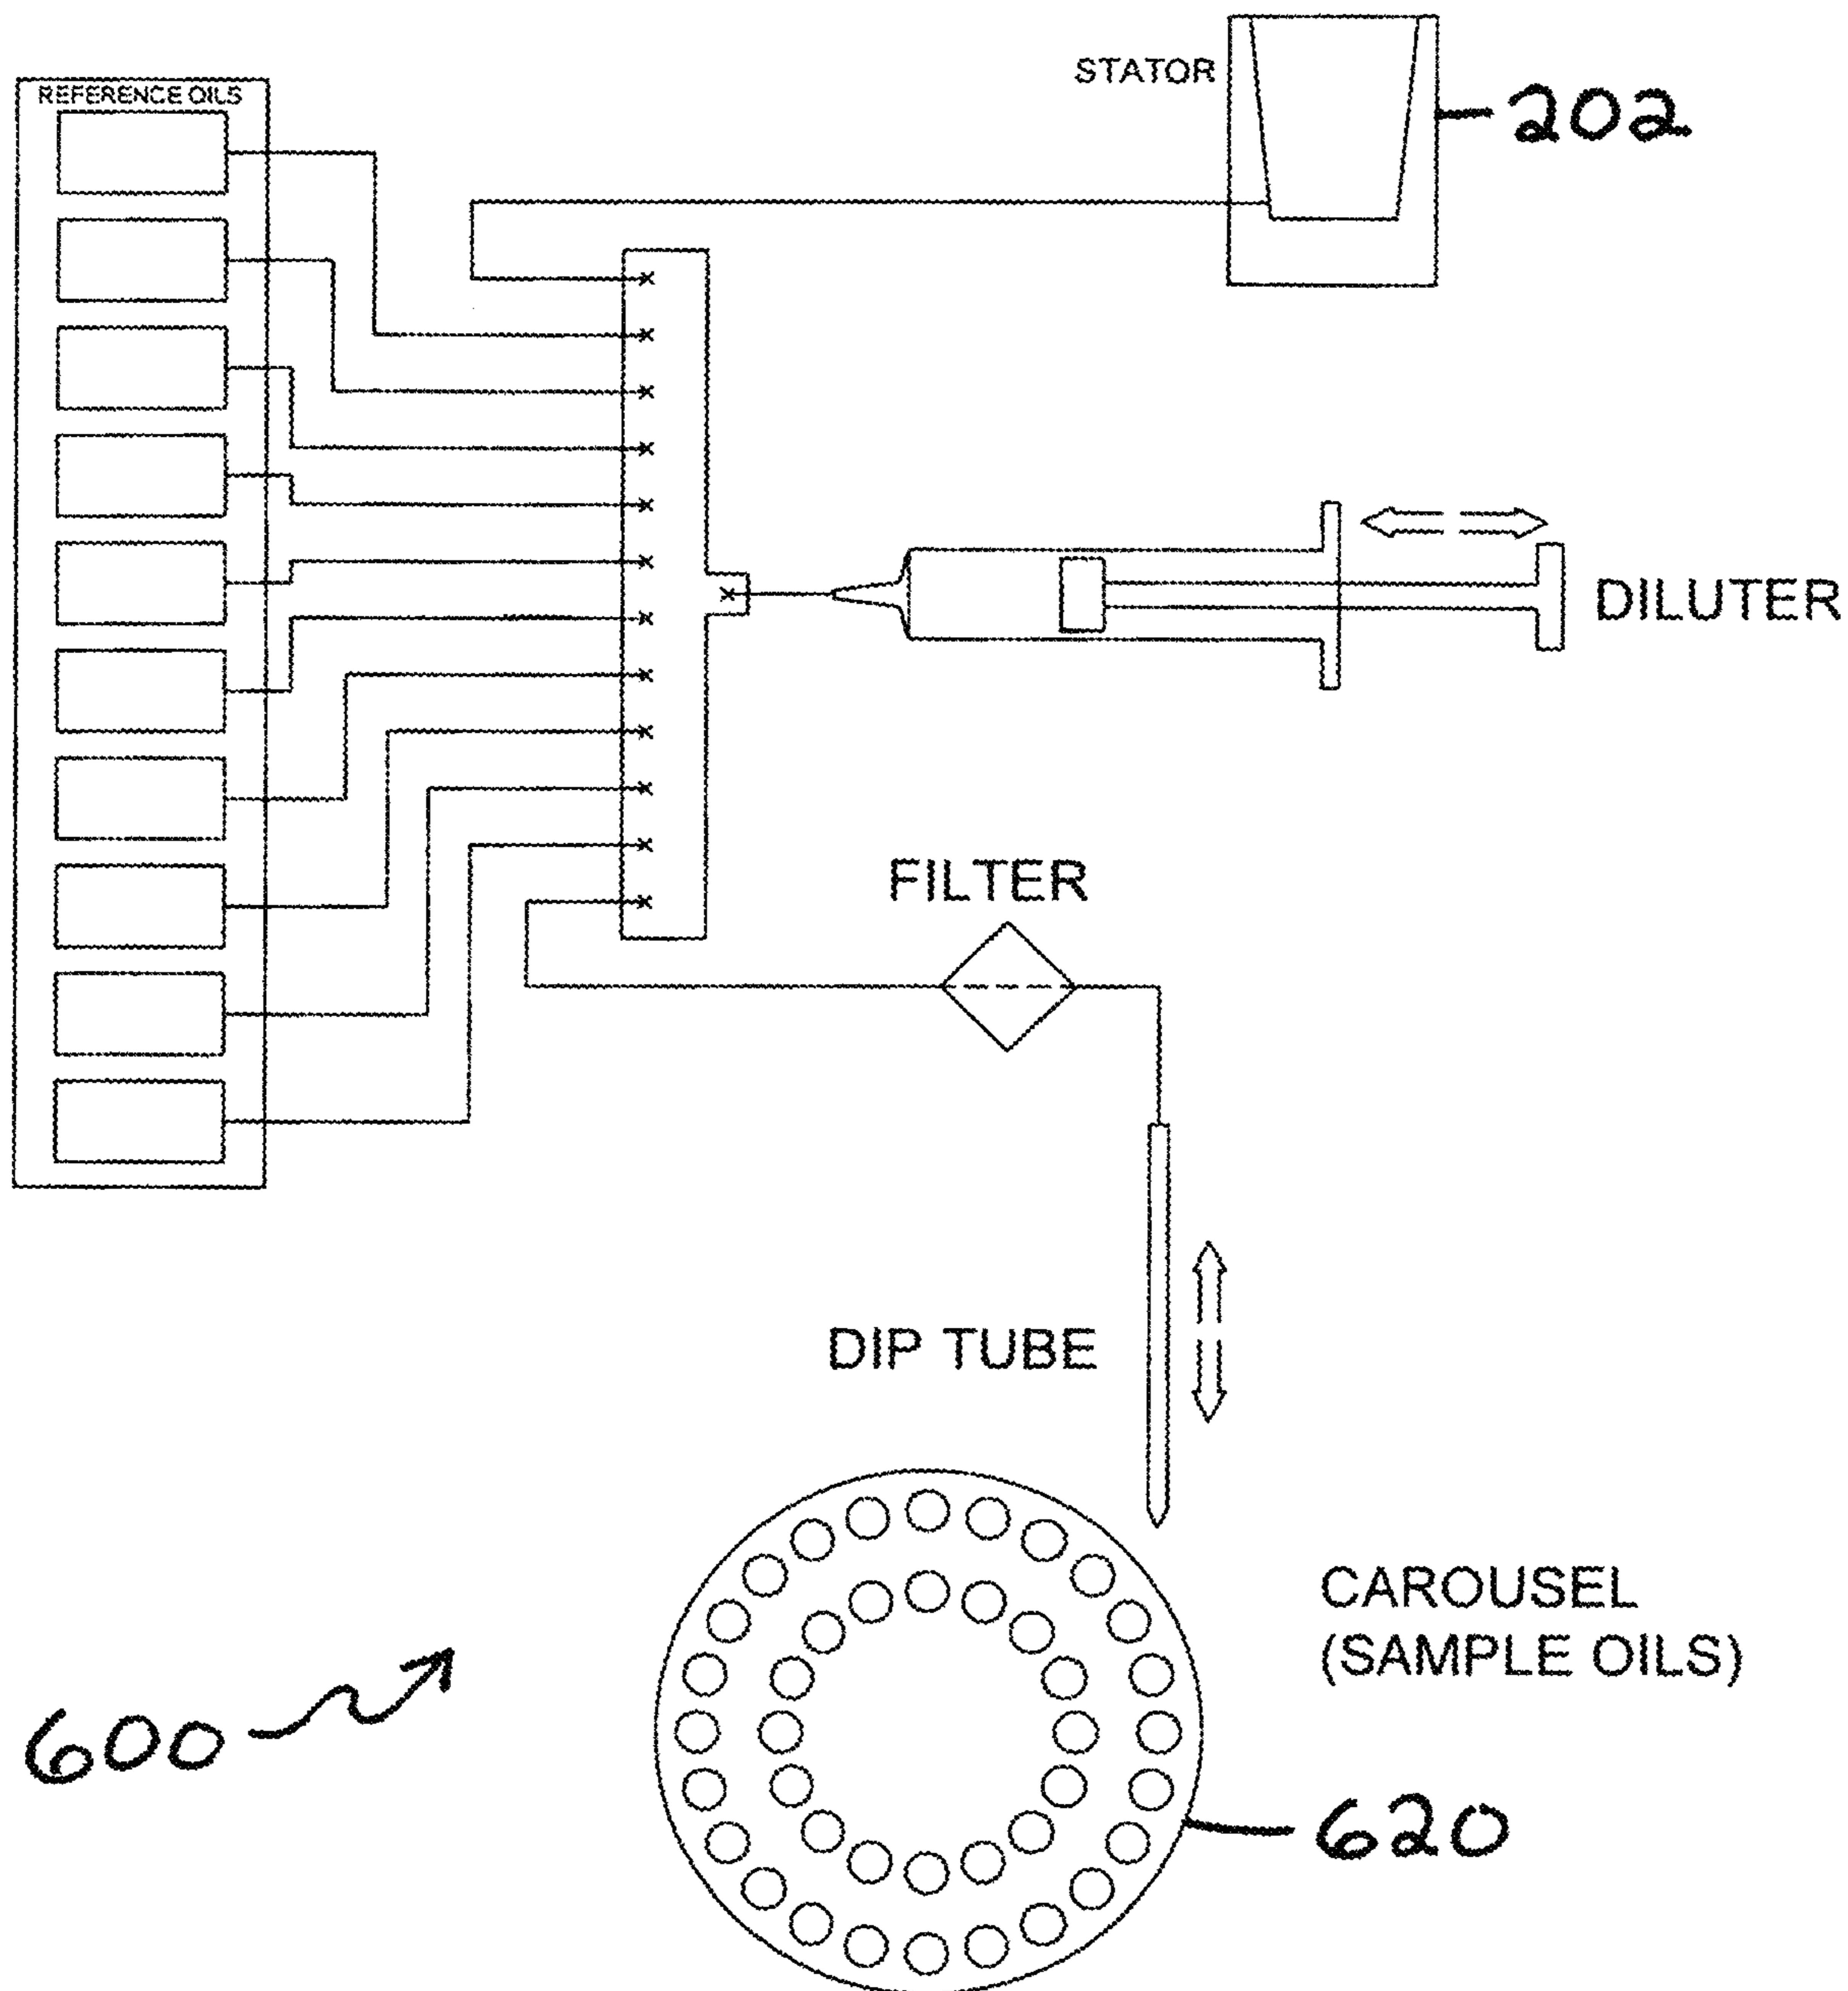 STATOR
202
REFERENCE OILS
DILUTER
FILTER
DIP TUBE
CAROUSEL
(SAMPLE OILS)
600
620